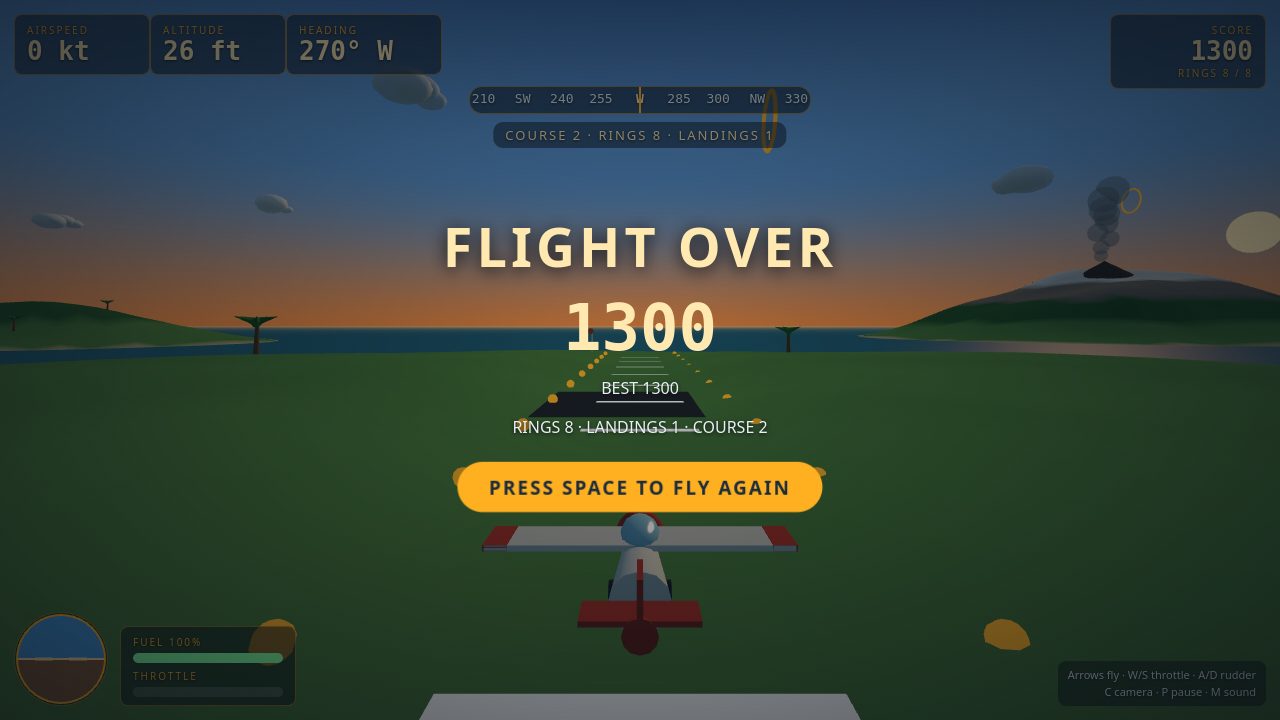 AIRSPEED
0 kt
ALTITUDE
26 ft
HEADING
270° W
SCORE
1300
RINGS 8 / 8
210 SW 240 255 W 285 300 NW 330
COURSE 2 · RINGS 8 · LANDINGS 1
FLIGHT OVER
1300
BEST 1300
RINGS 8 · LANDINGS 1 · COURSE 2
PRESS SPACE TO FLY AGAIN
FUEL 100%
THROTTLE
Arrows fly · W/S throttle · A/D rudder
C camera · P pause · M sound